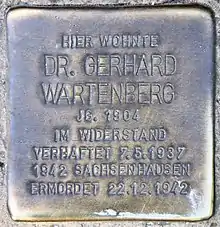 HIER WOHNTE
DR. GERHARD
WARTENBERG
JG. 1904
IM WIDERSTAND
VERHAFTET 7.5.1937
1942 SACHSENHAUSEN
ERMORDET 22.12.1942